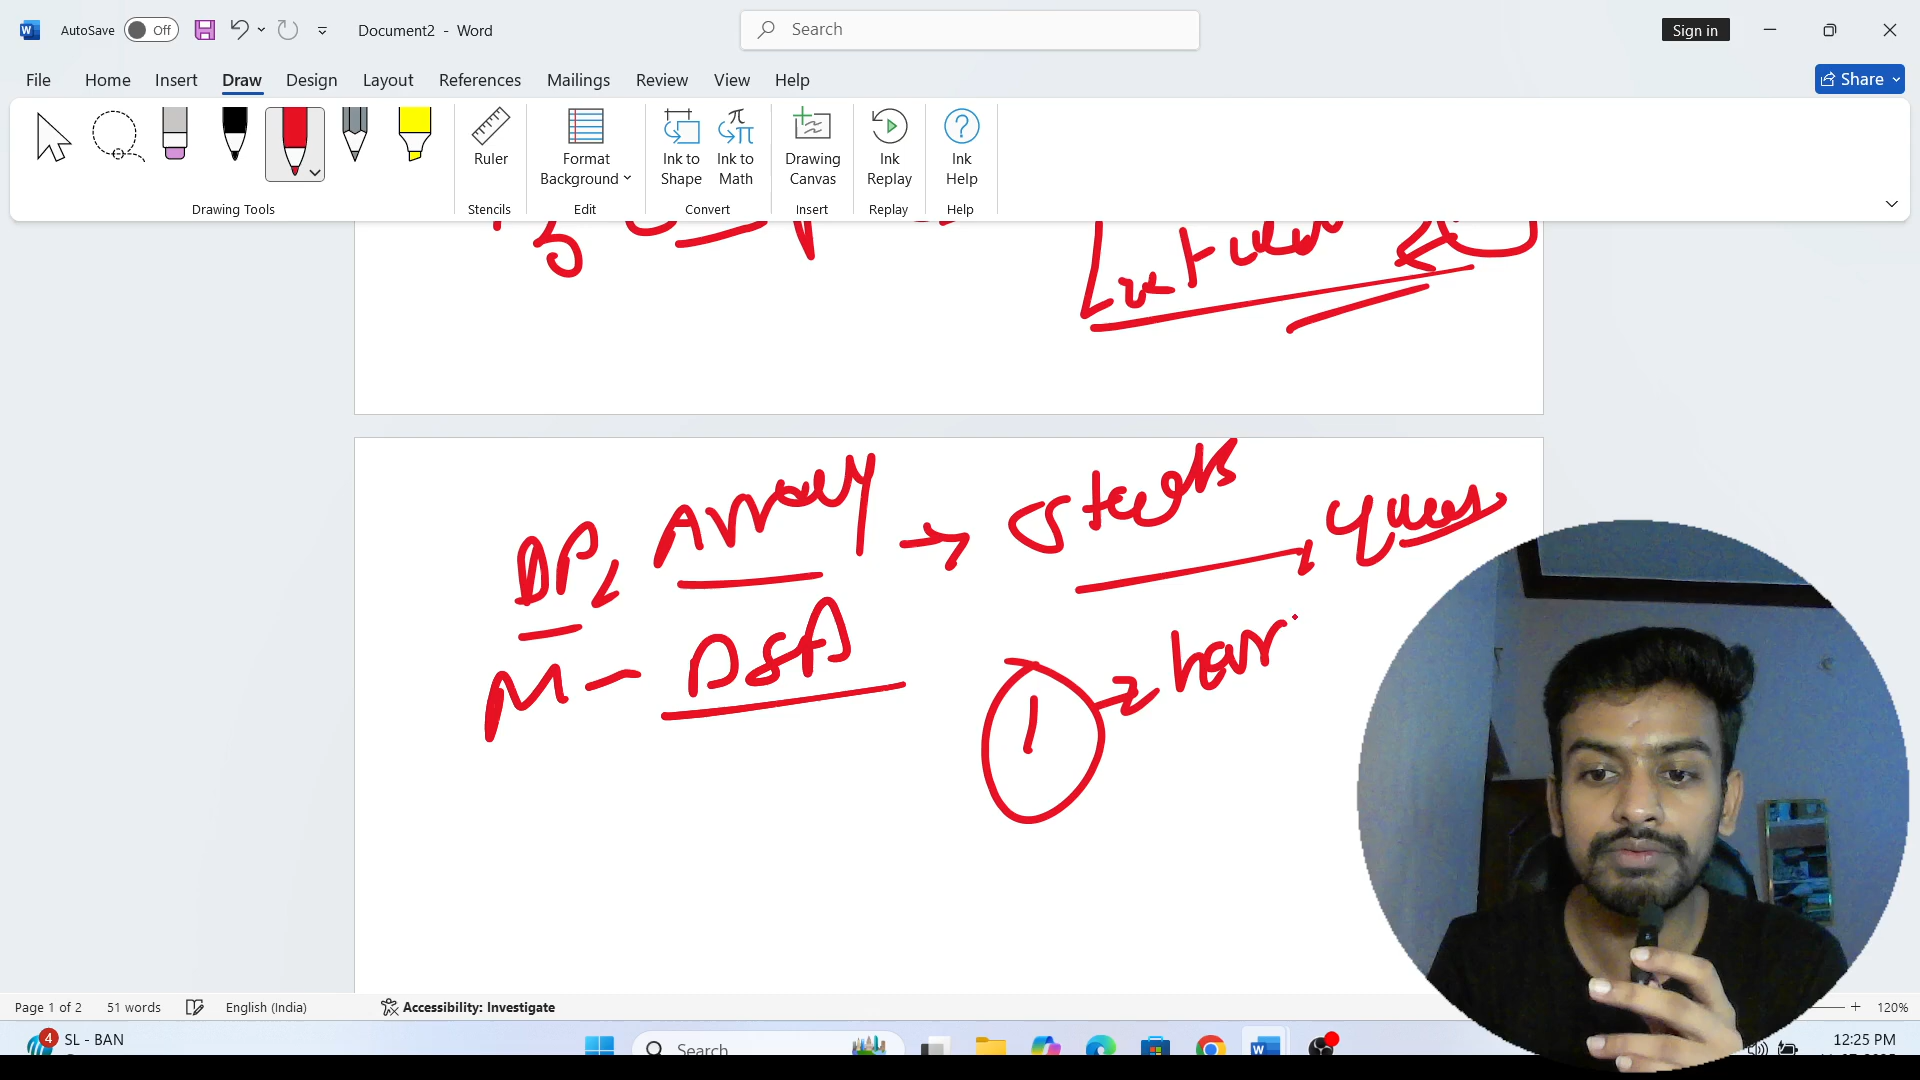 AutoSave Off Document2 - Word Search Sign in
File Home Insert Draw Design Layout References Mailings Review View Help Share
Ruler Format Background Ink to Shape Ink to Math Drawing Canvas Ink Replay Ink Help
Drawing Tools Stencils Edit Convert Insert Replay Help
Array → Stacks
DP,
M - DSA
1 →
Page 1 of 2 51 words English (India) Accessibility: Investigate + 120%
4 SL - BAN Search 12:25 PM